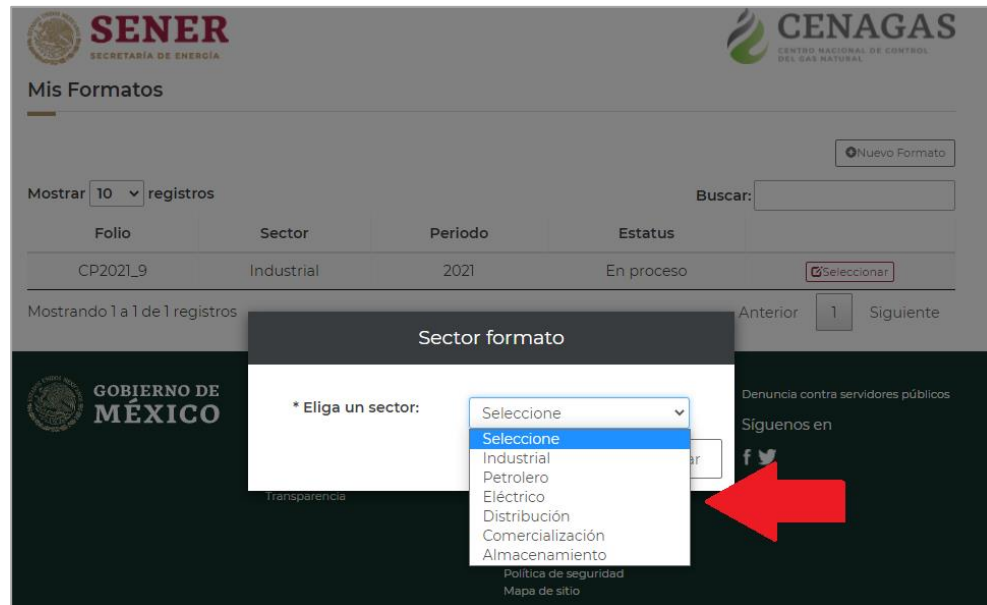 SENER
SECRETARÍA DE ENERGÍA
CENAGAS
CENTRO NACIONAL DE CONTROL
DEL GAS NATURAL
Mis Formatos
Nuevo Formato
Mostrar 10 registros
Buscar:
Folio Sector Periodo Estatus
CP2021_9 Industrial 2021 En proceso Seleccionar
Mostrando 1 a 1 de 1 registros
Anterior 1 Siguiente
Sector formato
GOBIERNO DE
MÉXICO
* Eliga un sector:
Seleccione
Seleccione
Industrial
Petrolero
Eléctrico
Distribución
Comercialización
Almacenamiento
Denuncia contra servidores públicos
Síguenos en
Transparencia
Política de seguridad
Mapa de sitio